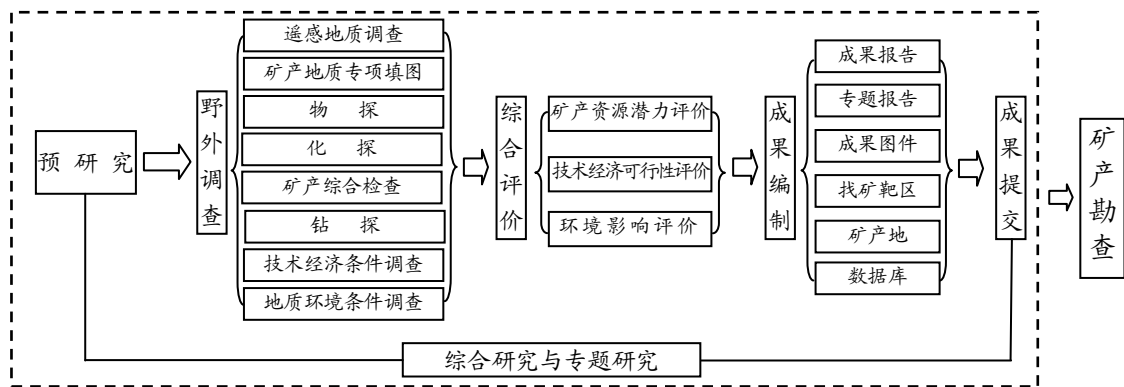 预研究
野外调查
遥感地质调查
矿产地质专项填图
物 探
化 探
矿产综合检查
钻 探
技术经济条件调查
地质环境条件调查
综合评价
矿产资源潜力评价
技术经济可行性评价
环境影响评价
成果编制
成果报告
专题报告
成果图件
找矿靶区
矿产地
数据库
成果提交
矿产勘查
综合研究与专题研究